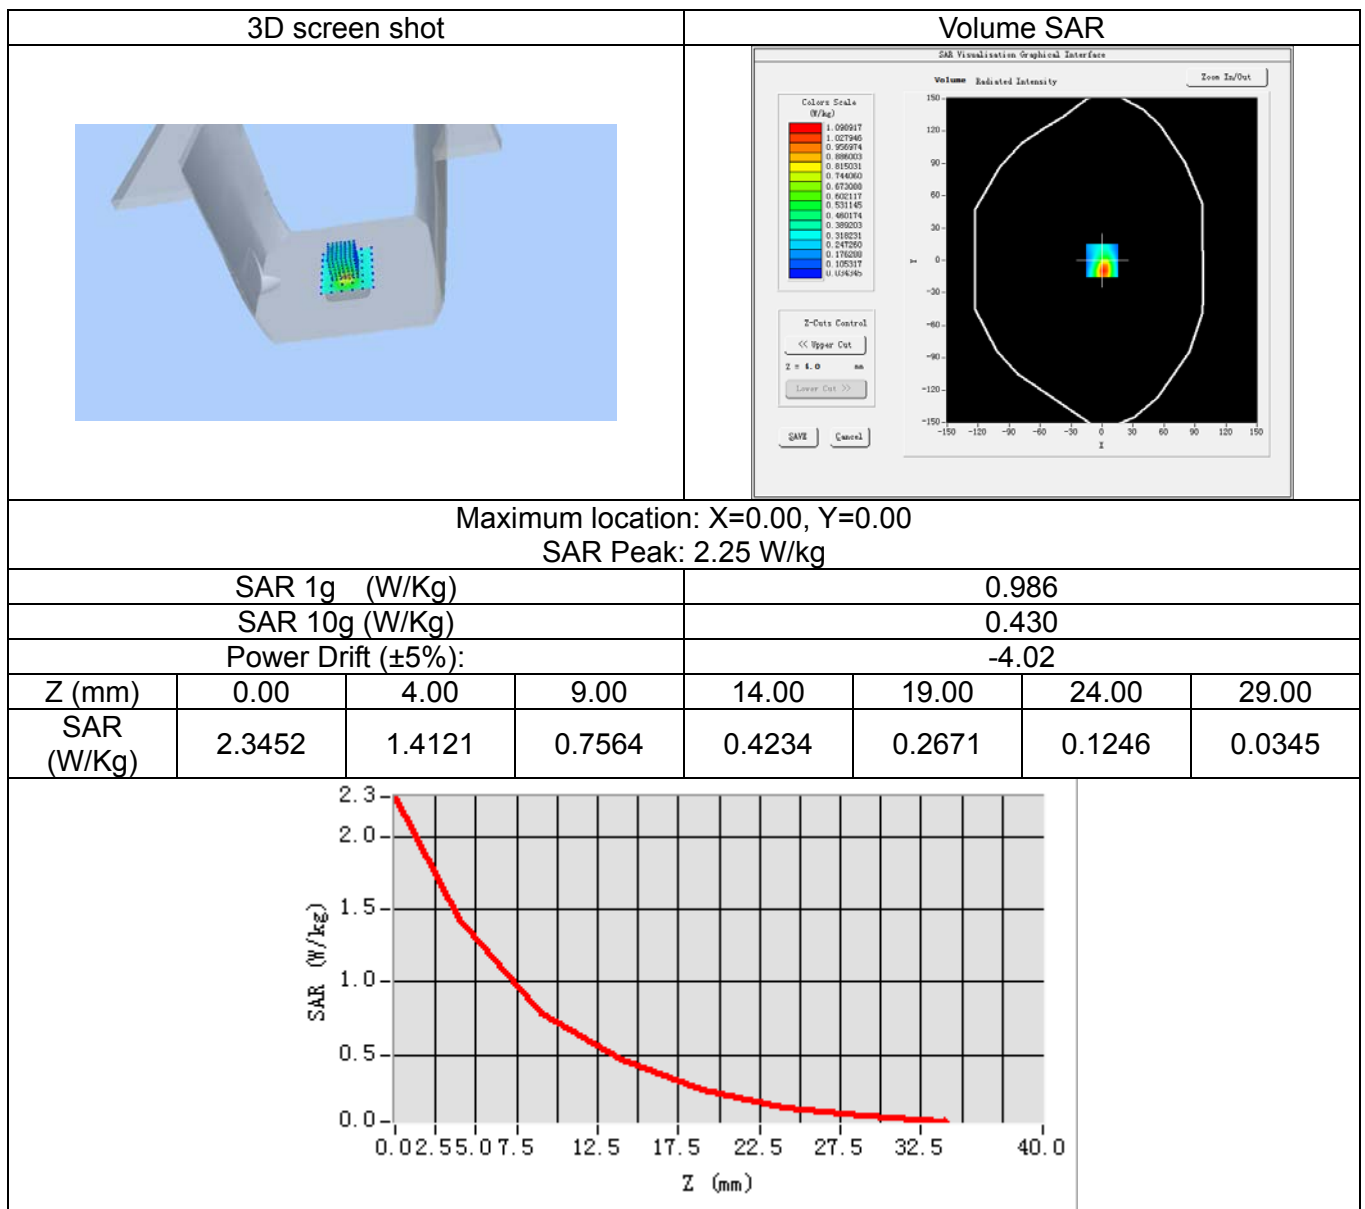 3D screen shot
Volume SAR
SAR Visualisation Graphical Interface
Volume Radiated Intensity
Zoom In/Out
Colors Scale
(W/kg)
1.098917
1.027946
0.956974
0.886003
0.815031
0.744060
0.673088
0.602117
0.531145
0.460174
0.389203
0.318231
0.247260
0.176288
0.105317
0.034345
Z-Cuts Control
<< Upper Cut
Z = 4.0 mm
Lower Cut >>
SAVE Cancel
150
120
90
60
30
0
-30
-60
-90
-120
-150
Y
-150 -120 -90 -60 -30 0 30 60 90 120 150
X
Maximum location: X=0.00, Y=0.00
SAR Peak: 2.25 W/kg
SAR 1g (W/Kg) 0.986
SAR 10g (W/Kg) 0.430
Power Drift (±5%): -4.02
Z (mm) 0.00 4.00 9.00 14.00 19.00 24.00 29.00
SAR
(W/Kg) 2.3452 1.4121 0.7564 0.4234 0.2671 0.1246 0.0345
2.3
2.0
1.5
1.0
0.5
0.0
SAR (W/kg)
0.0 2.5 5.0 7.5 12.5 17.5 22.5 27.5 32.5 40.0
Z (mm)